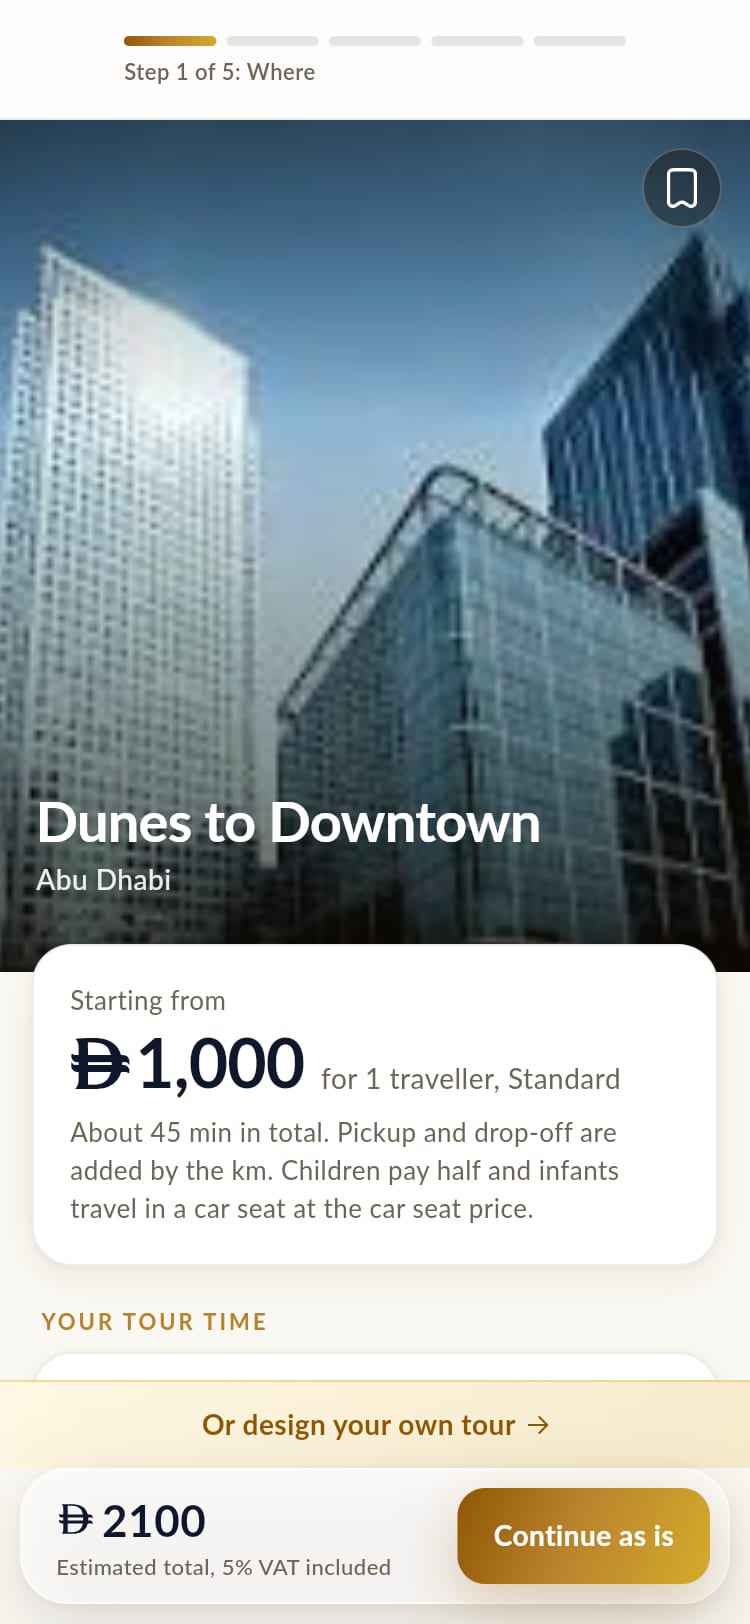 Step 1 of 5: Where
Dunes to Downtown
Abu Dhabi
Starting from
1,000 for 1 traveller, Standard
About 45 min in total. Pickup and drop-off are
added by the km. Children pay half and infants
travel in a car seat at the car seat price.
YOUR TOUR TIME
Or design your own tour →
2100
Estimated total, 5% VAT included
Continue as is